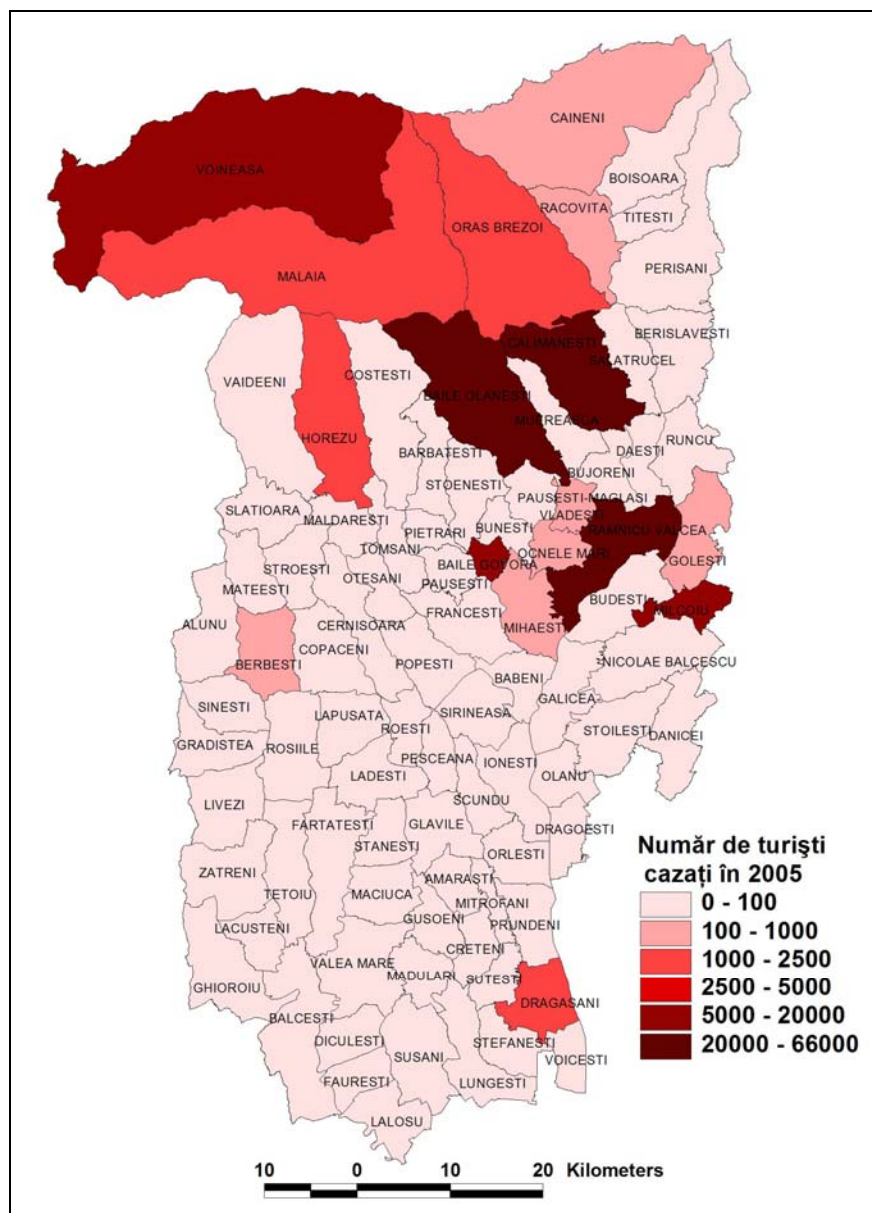 CAINENI
VOINEASA
BOISOARA
RACOVITA
TITESTI
ORAS BREZOI
PERISANI
MALAIA
BERISLAVESTI
CALIMANESTI
SALATRUCEL
COSTESTI
VAIDEENI
BAILE OLANESTI
MUEREASCA
HOREZU
RUNCU
DAESTI
BARBATESTI
BUJORENI
STOENESTI
PAUSESTI-MAGLASI
SLATIOARA
VLADESTI
MALDARESTI
BUNESTI
PIETRARI
RAMNICU VALCEA
TOMSANI
OCNELE MARI
STROESTI
BAILE GOVORA
GOLESTI
OTESANI
PAUSESTI
MATEESTI
BUDESTI
MILCOIU
FRANCESTI
ALUNU
CERNISOARA
MIHAESTI
COPACENI
BERBESTI
POPESTI
NICOLAE BALCESCU
BABENI
GALICEA
SINESTI
LAPUSATA
SIRINEASA
ROESTI
STOILESTI
DANICEI
GRADISTEA
ROSIILE
PESCEANA
IONESTI
LADESTI
OLANU
LIVEZI
SCUNDU
FARTATESTI
GLAVILE
DRAGOESTI
STANESTI
ORLESTI
Număr de turişti
cazați în 2005
ZATRENI
AMARASTI
TETOIU
MACIUCA
MITROFANI
0 - 100
GUSOENI
PRUNDENI
LACUSTENI
100 - 1000
CRETENI
VALEA MARE
1000 - 2500
MADULARI
SUTESTI
GHIOROIU
2500 - 5000
DRAGASANI
BALCESTI
5000 - 20000
DICULESTI
STEFANESTI
20000 - 66000
SUSANI
VOICESTI
FAURESTI
LUNGESTI
LALOSU
10 0 10 20 Kilometers